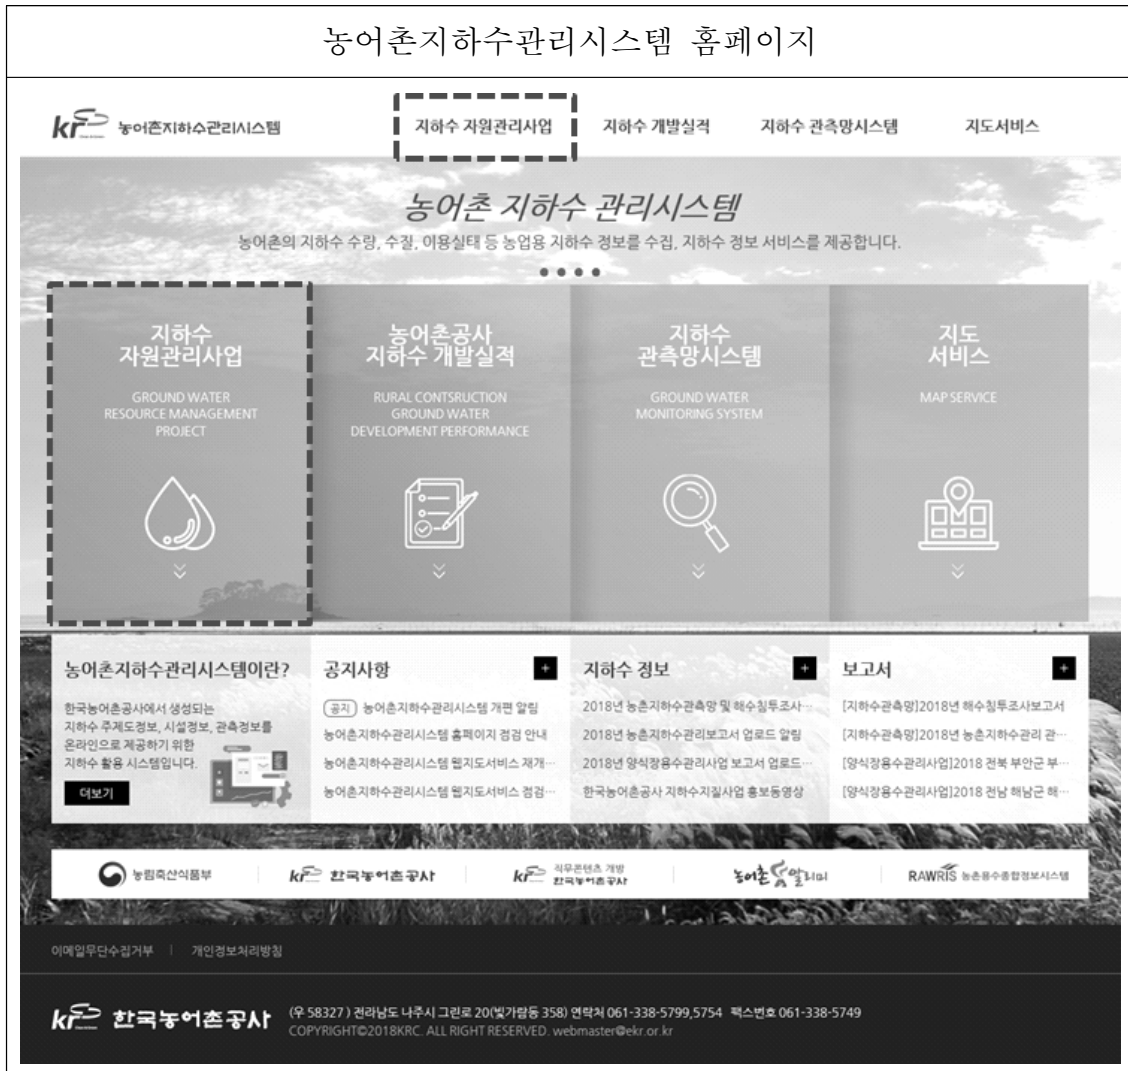 농어촌지하수관리시스템 홈페이지
kr 농어촌지하수관리시스템
지하수 자원관리사업
지하수 개발실적
지하수 관측망시스템
지도서비스
농어촌 지하수 관리시스템
농어촌의 지하수 수량, 수질, 이용실태 등 농업용 지하수 정보를 수집, 지하수 정보 서비스를 제공합니다.
지하수
자원관리사업
GROUND WATER
RESOURCE MANAGEMENT
PROJECT
농어촌공사
지하수 개발실적
RURAL CONTSRUCTION
GROUND WATER
DEVELOPMENT PERFORMANCE
지하수
관측망시스템
GROUND WATER
MONITORING SYSTEM
지도
서비스
MAP SERVICE
농어촌지하수관리시스템이란?
한국농어촌공사에서 생성되는
지하수 주제도정보, 시설정보, 관측정보를
온라인으로 제공하기 위한
지하수 활용 시스템입니다.
더보기
공지사항 +
공지 농어촌지하수관리시스템 개편 알림
농어촌지하수관리시스템 홈페이지 점검 안내
농어촌지하수관리시스템 웹지도서비스 재개…
농어촌지하수관리시스템 웹지도서비스 점검…
지하수 정보 +
2018년 농촌지하수관측망 및 해수침투조사…
2018년 농촌지하수관리보고서 업로드 알림
2018년 양식장용수관리사업 보고서 업로드…
한국농어촌공사 지하수지질사업 홍보동영상
보고서 +
[지하수관측망]2018년 해수침투조사보고서
[지하수관측망]2018년 농촌지하수관리 관…
[양식장용수관리사업]2018 전북 부안군 부…
[양식장용수관리사업]2018 전남 해남군 해…
농림축산식품부
kr 한국농어촌공사
kr 직무콘텐츠 개방
한국농어촌공사
농어촌 알리미
RAWRIS 농촌용수종합정보시스템
이메일무단수집거부 | 개인정보처리방침
kr 한국농어촌공사
(우 58327 ) 전라남도 나주시 그린로 20(빛가람동 358) 연락처 061-338-5799,5754 팩스번호 061-338-5749
COPYRIGHT©2018KRC. ALL RIGHT RESERVED. webmaster@ekr.or.kr